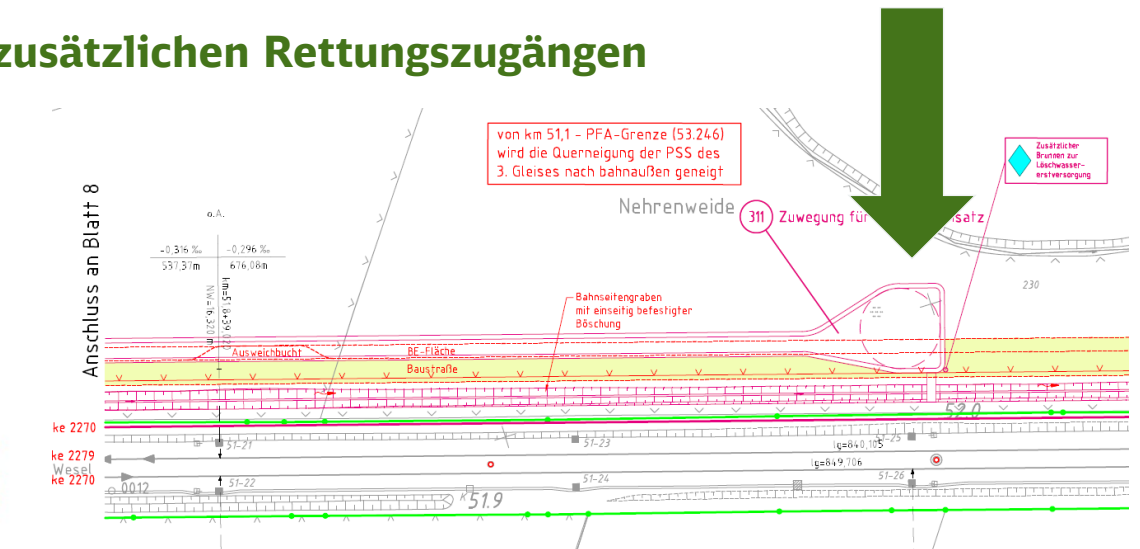 zusätzlichen Rettungszugängen
von km 51,1 - PFA-Grenze (53.246)
wird die Querneigung der PSS des
3. Gleises nach bahnaußen geneigt
Zusätzlicher
Brunnen zur
Löschwasser-
erstversorgung
Anschluss an Blatt 8
o.A.
-0,316 ‰
-0,296 ‰
537,37m
676,08m
Nehrenweide
311
Zuwegung für
satz
230
Bahnseitengraben
mit einseitig befestigter
Böschung
Ausweichbucht
BE-Fläche
Baustraße
52.0
ke 2270
51-21
51-23
lg=840,105
51-25
ke 2279
Wesel
lg=849,706
ke 2270
0012
51-22
51-24
51-26
51.9